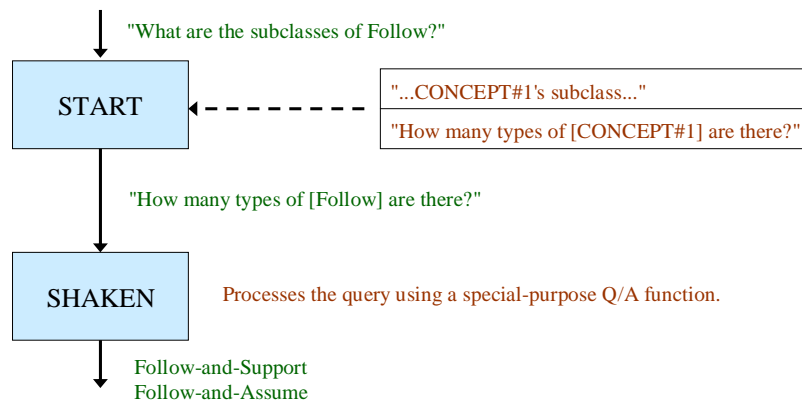 "What are the subclasses of Follow?"
START
"...CONCEPT#1's subclass..."
"How many types of [CONCEPT#1] are there?"
"How many types of [Follow] are there?"
SHAKEN
Processes the query using a special-purpose Q/A function.
Follow-and-Support
Follow-and-Assume